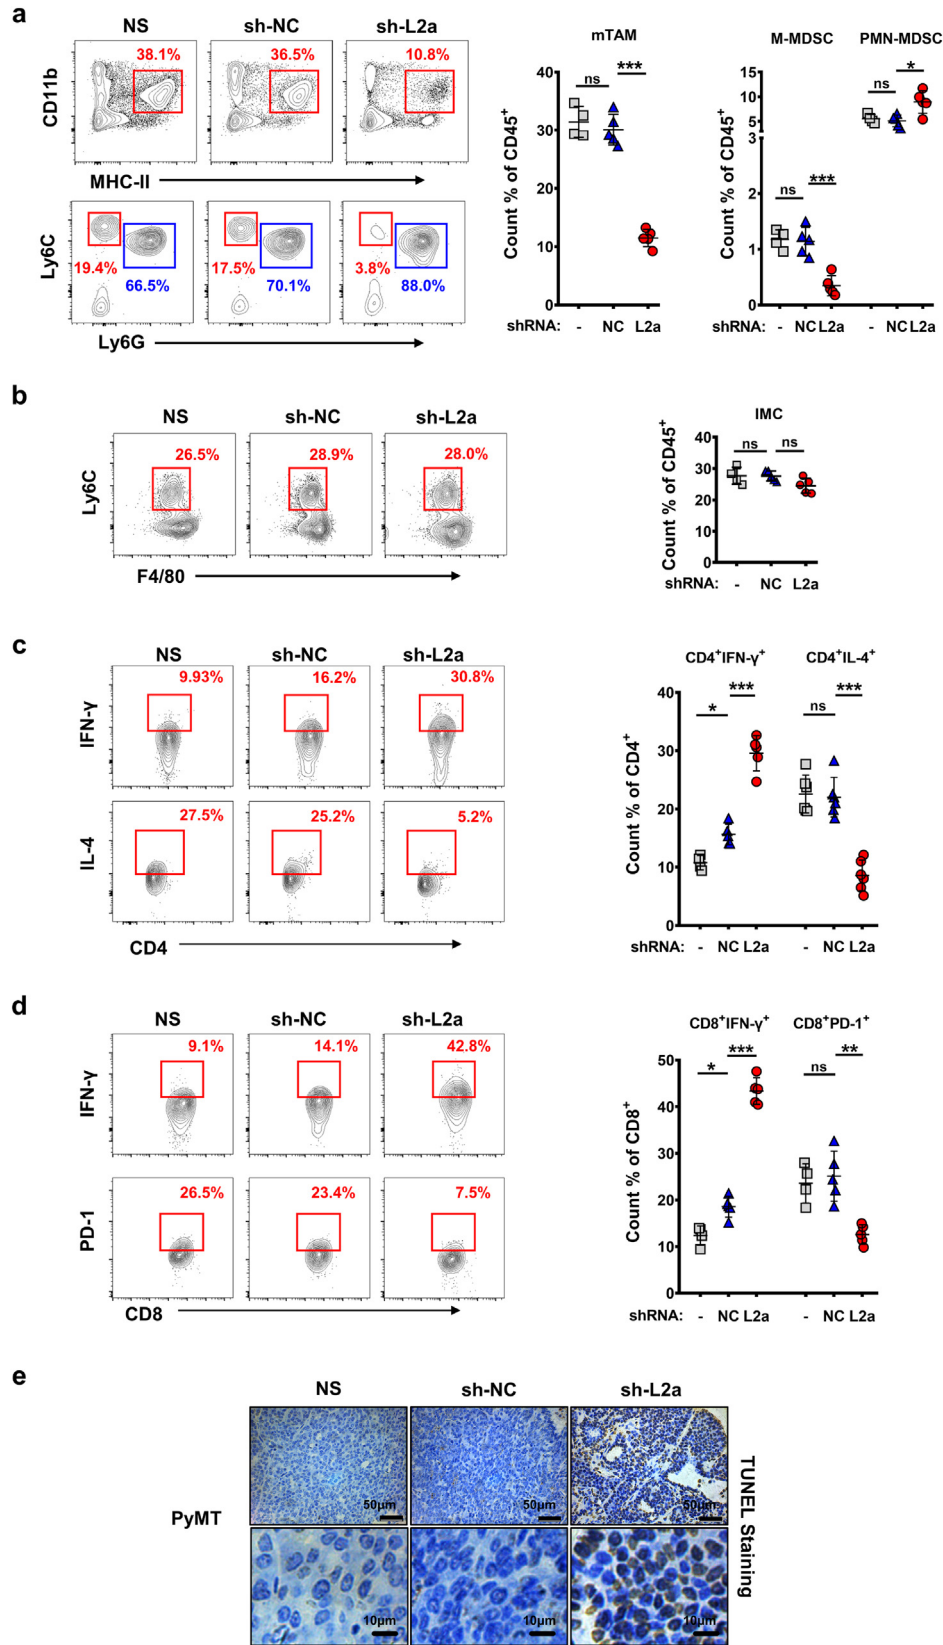 a
NS sh-NC sh-L2a
38.1% 36.5% 10.8%
CD11b
MHC-II
Ly6C
19.4% 17.5% 3.8%
66.5% 70.1% 88.0%
Ly6G
mTAM
Count % of CD45+
40
30
20
10
0
ns ***
shRNA: - NC L2a
M-MDSC PMN-MDSC
Count % of CD45+
15
10
5
2
1
0
ns *** ns *
shRNA: - NC L2a - NC L2a
b
NS sh-NC sh-L2a
26.5% 28.9% 28.0%
Ly6C
F4/80
IMC
Count % of CD45+
40
30
20
10
0
ns ns
shRNA: - NC L2a
c
NS sh-NC sh-L2a
9.93% 16.2% 30.8%
IFN-γ
27.5% 25.2% 5.2%
IL-4
CD4
CD4+IFN-γ+ CD4+IL-4+
Count % of CD4+
40
30
20
10
0
* *** ns ***
shRNA: - NC L2a - NC L2a
d
NS sh-NC sh-L2a
9.1% 14.1% 42.8%
IFN-γ
26.5% 23.4% 7.5%
PD-1
CD8
CD8+IFN-γ+ CD8+PD-1+
Count % of CD8+
50
40
30
20
10
0
* *** ns **
shRNA: - NC L2a - NC L2a
e
NS sh-NC sh-L2a
50μm 50μm 50μm
PyMT
10μm 10μm 10μm
TUNEL Staining